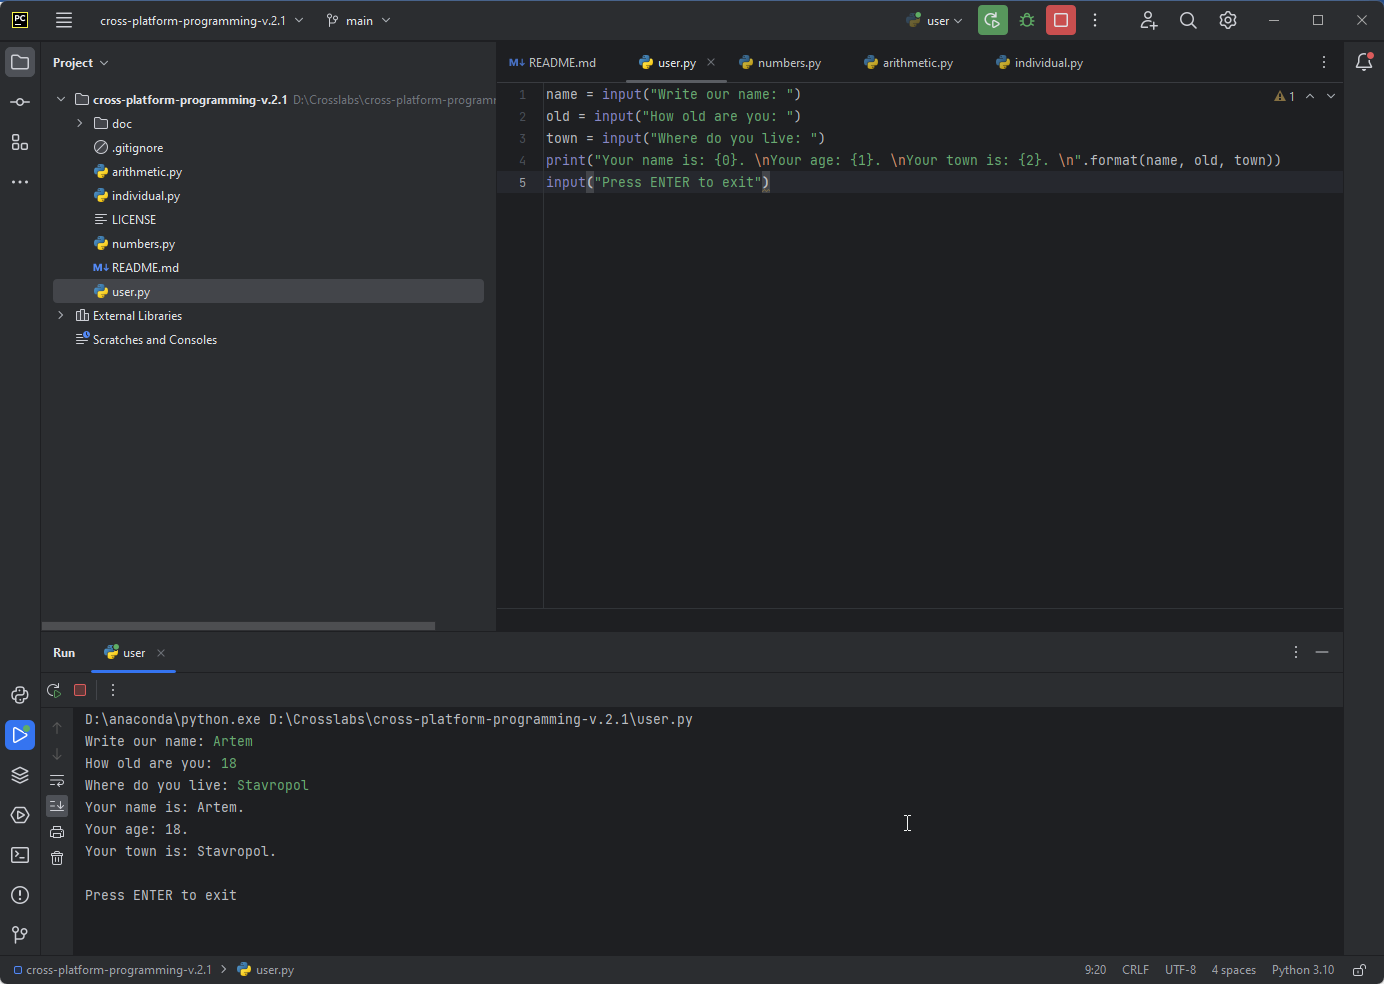 PC cross-platform-programming-v.2.1 main user
Project
cross-platform-programming-v.2.1 D:\Crosslabs\cross-platform-programm
doc
.gitignore
arithmetic.py
individual.py
LICENSE
numbers.py
M↓ README.md
user.py
External Libraries
Scratches and Consoles
M↓ README.md user.py numbers.py arithmetic.py individual.py
1 name = input("Write our name: ")
2 old = input("How old are you: ")
3 town = input("Where do you live: ")
4 print("Your name is: {0}. \nYour age: {1}. \nYour town is: {2}. \n".format(name, old, town))
5 input("Press ENTER to exit")
1
Run user
D:\anaconda\python.exe D:\Crosslabs\cross-platform-programming-v.2.1\user.py
Write our name: Artem
How old are you: 18
Where do you live: Stavropol
Your name is: Artem.
Your age: 18.
Your town is: Stavropol.
Press ENTER to exit
cross-platform-programming-v.2.1 > user.py 9:20 CRLF UTF-8 4 spaces Python 3.10